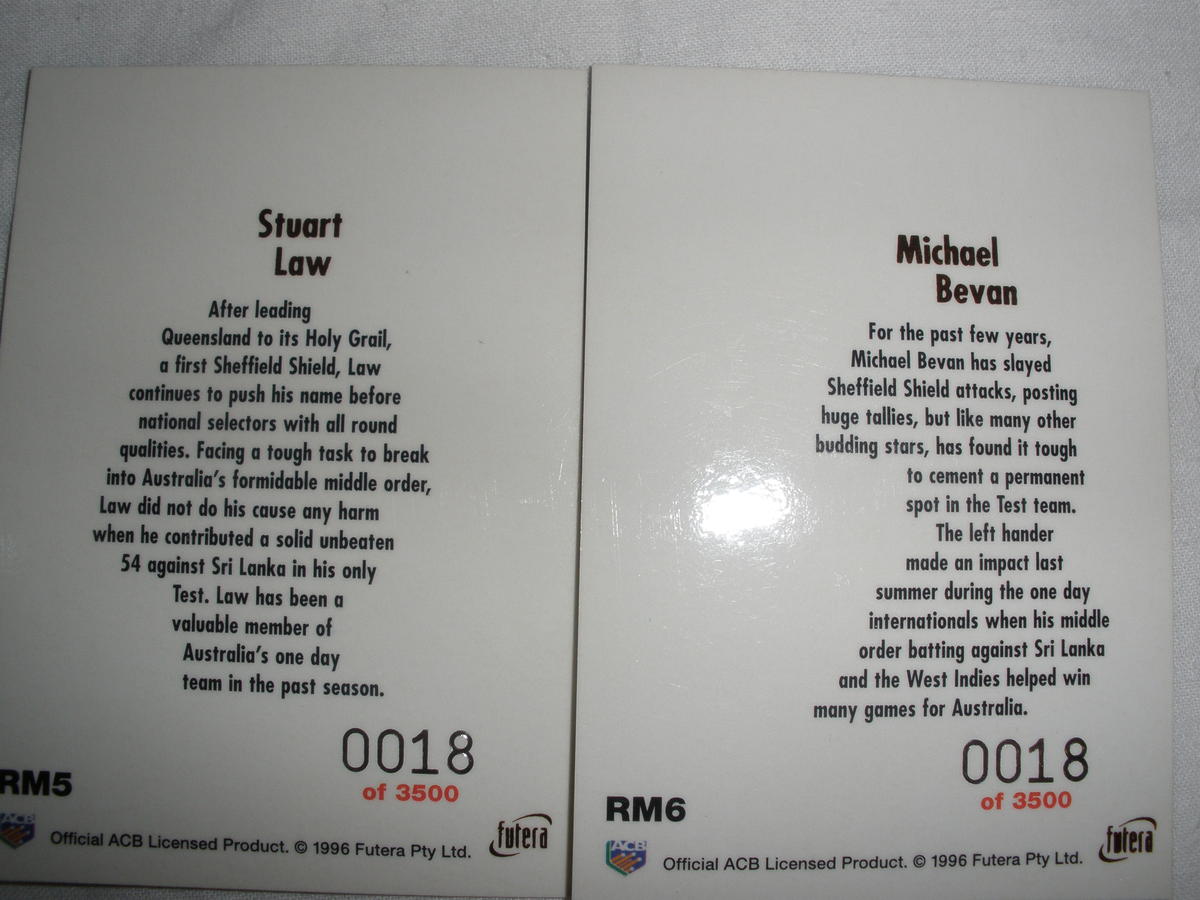 Stuart
Law
After leading
Queensland to its Holy Grail,
a first Sheffield Shield, Law
continues to push his name before
national selectors with all round
qualities. Facing a tough task to break
into Australia's formidable middle order,
Law did not do his cause any harm
when he contributed a solid unbeaten
54 against Sri Lanka in his only
Test. Law has been a
valuable member of
Australia's one day
team in the past season.
0018
of 3500
RM5
ACB
Official ACB Licensed Product. © 1996 Futera Pty Ltd.
futera
Michael
Bevan
For the past few years,
Michael Bevan has slayed
Sheffield Shield attacks, posting
huge tallies, but like many other
budding stars, has found it tough
to cement a permanent
spot in the Test team.
The left hander
made an impact last
summer during the one day
internationals when his middle
order batting against Sri Lanka
and the West Indies helped win
many games for Australia.
0018
of 3500
RM6
ACB
Official ACB Licensed Product. © 1996 Futera Pty Ltd.
futera